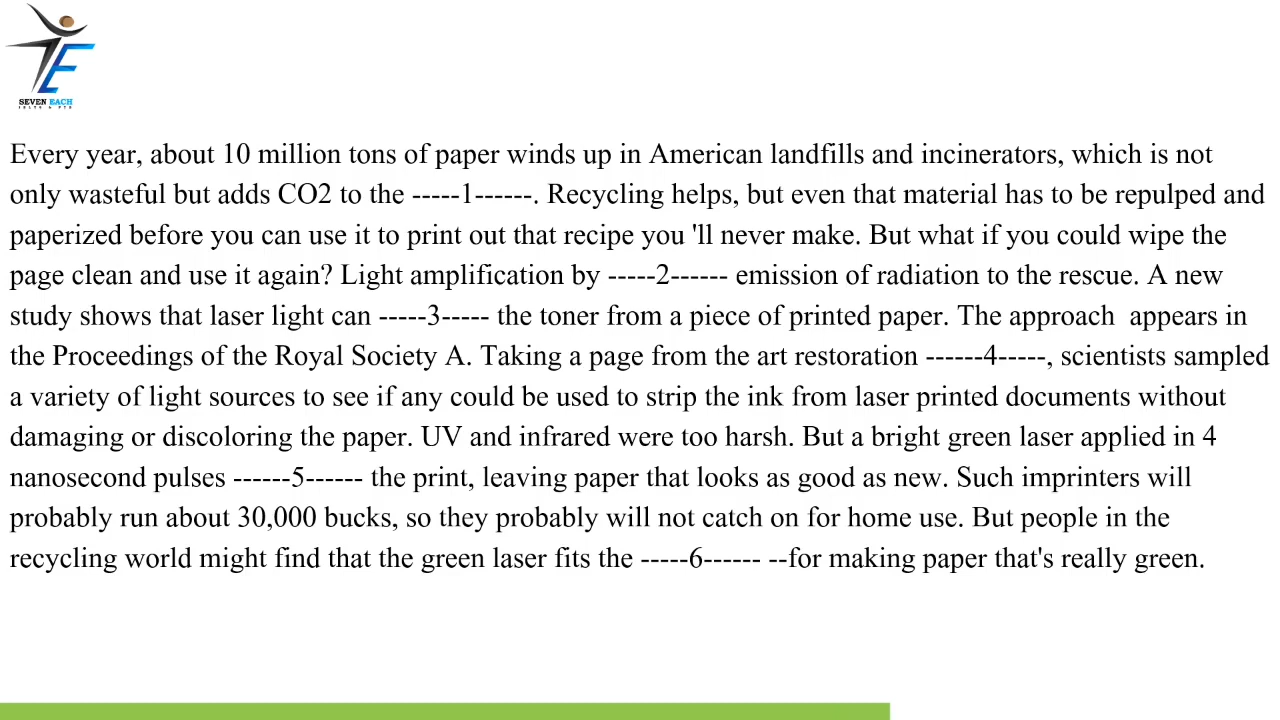 SEVEN EACH
IELTS & PTE
Every year, about 10 million tons of paper winds up in American landfills and incinerators, which is not
only wasteful but adds CO2 to the -----1------. Recycling helps, but even that material has to be repulped and
paperized before you can use it to print out that recipe you 'll never make. But what if you could wipe the
page clean and use it again? Light amplification by -----2------ emission of radiation to the rescue. A new
study shows that laser light can -----3----- the toner from a piece of printed paper. The approach  appears in
the Proceedings of the Royal Society A. Taking a page from the art restoration ------4-----, scientists sampled
a variety of light sources to see if any could be used to strip the ink from laser printed documents without
damaging or discoloring the paper. UV and infrared were too harsh. But a bright green laser applied in 4
nanosecond pulses ------5------ the print, leaving paper that looks as good as new. Such imprinters will
probably run about 30,000 bucks, so they probably will not catch on for home use. But people in the
recycling world might find that the green laser fits the -----6------ --for making paper that's really green.